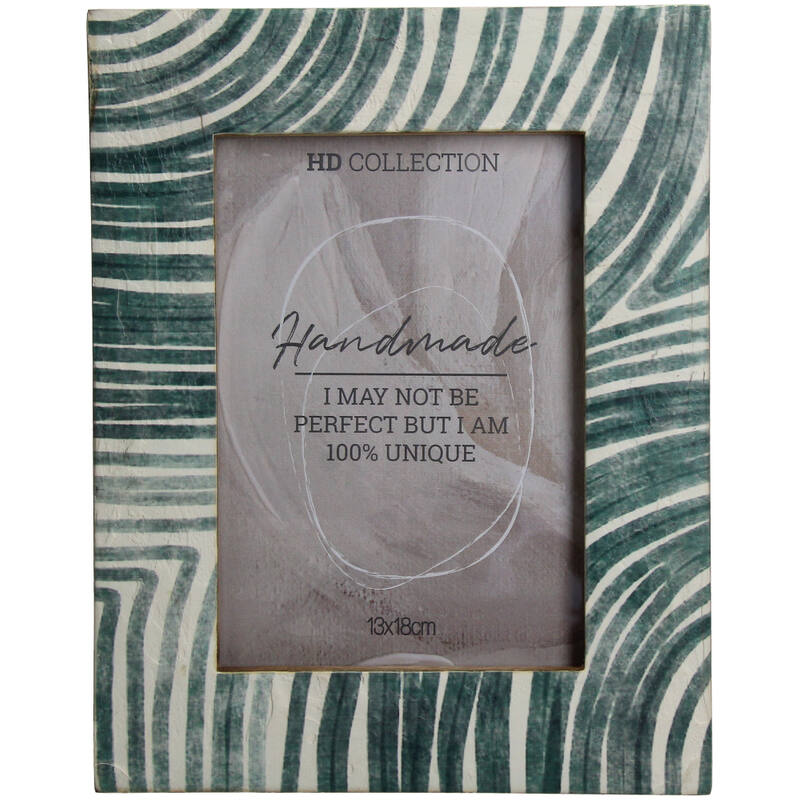 HD COLLECTION
Handmade
I MAY NOT BE
PERFECT BUT I AM
100% UNIQUE
13x18cm